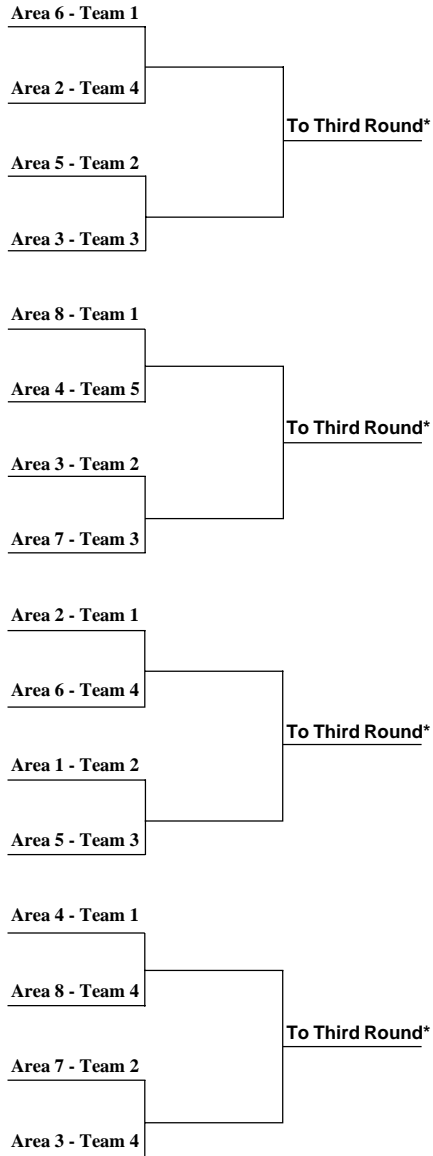 Area 6 - Team 1
Area 2 - Team 4
To Third Round*
Area 5 - Team 2
Area 3 - Team 3
Area 8 - Team 1
Area 4 - Team 5
To Third Round*
Area 3 - Team 2
Area 7 - Team 3
Area 2 - Team 1
Area 6 - Team 4
To Third Round*
Area 1 - Team 2
Area 5 - Team 3
Area 4 - Team 1
Area 8 - Team 4
To Third Round*
Area 7 - Team 2
Area 3 - Team 4